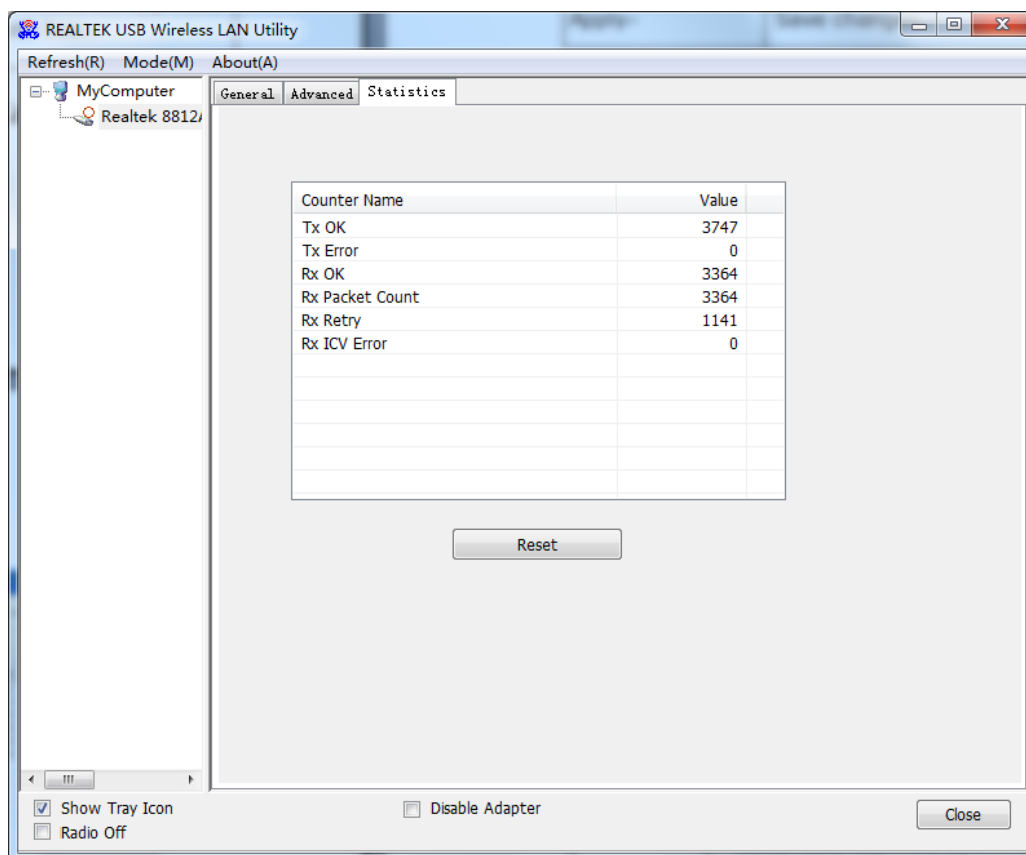 REALTEK USB Wireless LAN Utility
Refresh(R) Mode(M) About(A)
MyComputer
Realtek 8812A
General Advanced Statistics
Counter Name Value
Tx OK 3747
Tx Error 0
Rx OK 3364
Rx Packet Count 3364
Rx Retry 1141
Rx ICV Error 0
Reset
Show Tray Icon
Radio Off
Disable Adapter
Close